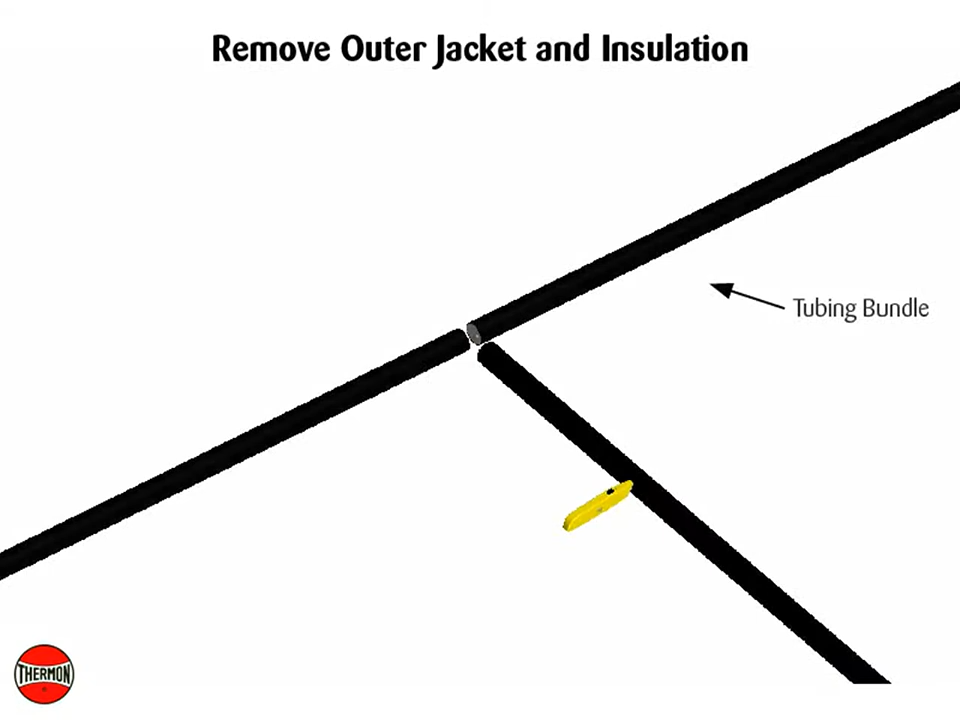 Remove Outer Jacket and Insulation
Tubing Bundle
THERMON